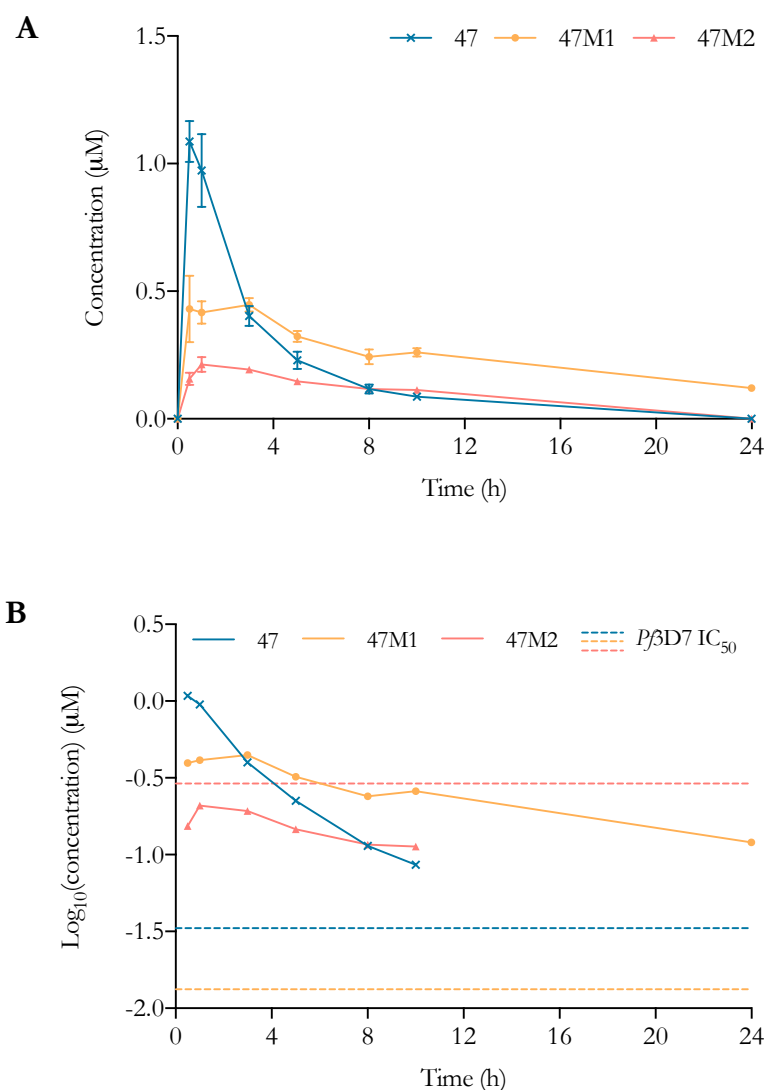 A
1.5
47 47M1 47M2
1.0
0.5
0.0
Concentration (µM)
0 4 8 12 16 20 24
Time (h)
B
0.5
47 47M1 47M2 Pf3D7 IC50
0.0
-0.5
-1.0
-1.5
-2.0
Log10(concentration) (µM)
0 4 8 12 16 20 24
Time (h)